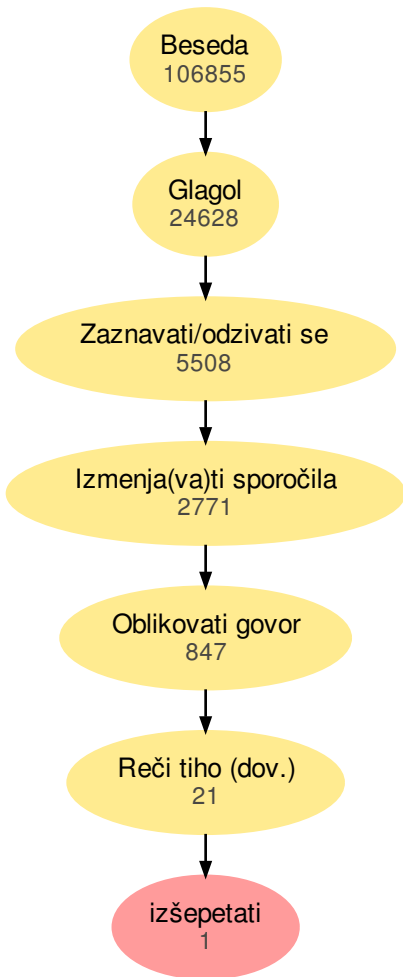 Beseda
106855
Glagol
24628
Zaznavati/odzivati se
5508
Izmenja(va)ti sporočila
2771
Oblikovati govor
847
Reči tiho (dov.)
21
izšepetati
1